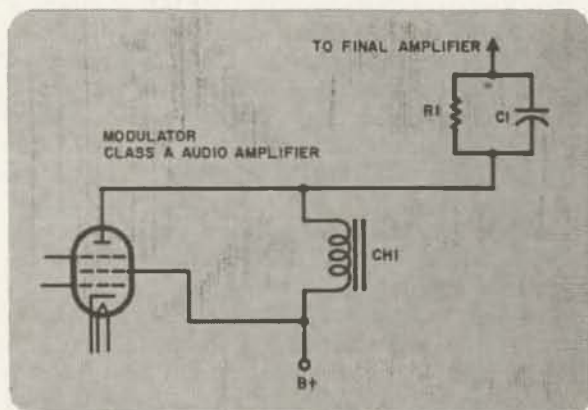 TO FINAL AMPLIFIER
R1
C1
MODULATOR
CLASS A AUDIO AMPLIFIER
CH1
B+